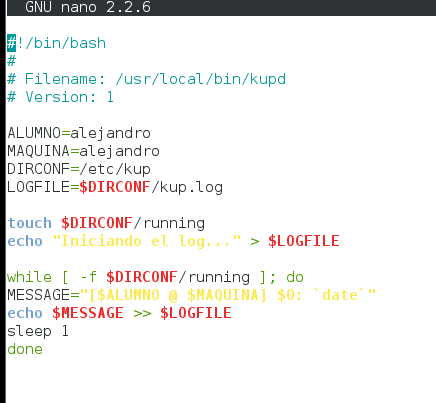 GNU nano 2.2.6
#!/bin/bash
#
# Filename: /usr/local/bin/kupd
# Version: 1
ALUMNO=alejandro
MAQUINA=alejandro
DIRCONF=/etc/kup
LOGFILE=$DIRCONF/kup.log
touch $DIRCONF/running
echo "Iniciando el log..." > $LOGFILE
while [ -f $DIRCONF/running ]; do
MESSAGE="[$ALUMNO @ $MAQUINA] $0: `date`"
echo $MESSAGE >> $LOGFILE
sleep 1
done